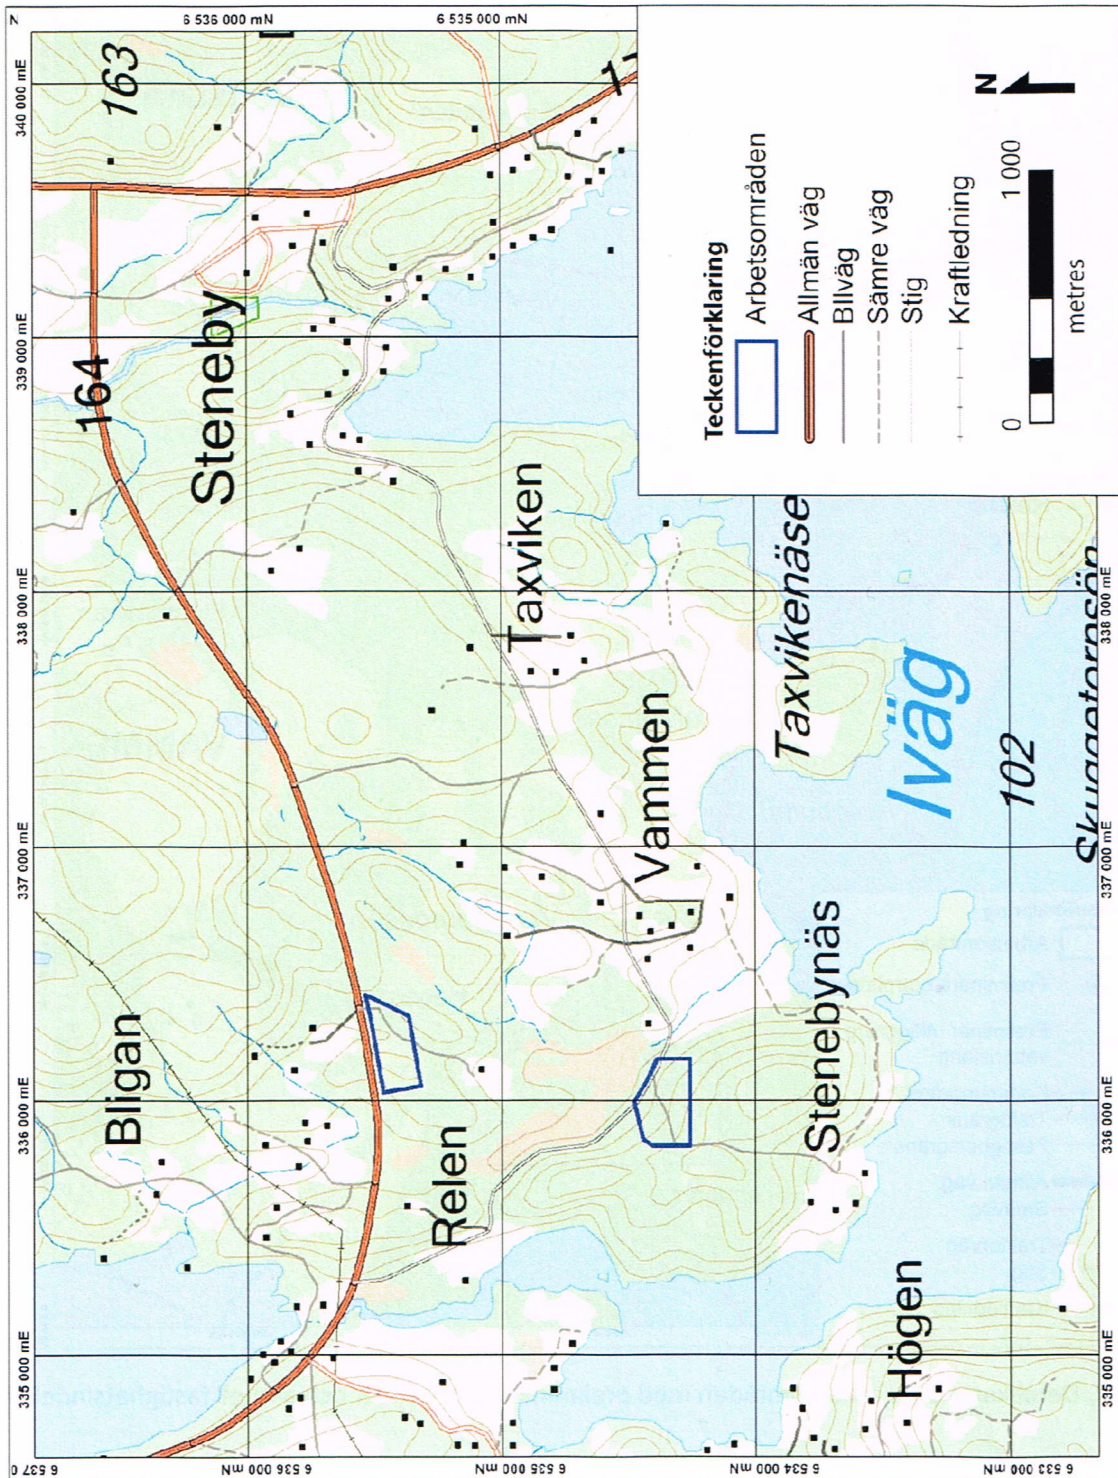 335 000 mE
336 000 mE
337 000 mE
338 000 mE
339 000 mE
340 000 mE
N
6 537 0
163
Bligan
164
6 536 000 mN
6 536 000 mN
Steneby
Relen
6 535 000 mN
6 535 000 mN
Taxviken
Vammen
Stenebynäs
6 534 000 mN
Taxvikenäse
Högen
Iväg
6 533 000 mN
102
335 000 mE
336 000 mE
337 000 mE
338 000 mE
Teckenförklaring
Arbetsområden
Allmän väg
BIlväg
Sämre väg
Stig
Kraftledning
0
1 000
metres
N